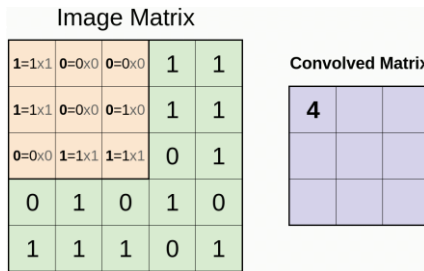 Image Matrix
1=1x1 0=0x0 0=0x0 1 1
Convolved Matrix
1=1x1 0=0x0 0=1x0 1 1
4
0=0x0 1=1x1 1=1x1 0 1
0 1 0 1 0
1 1 1 0 1